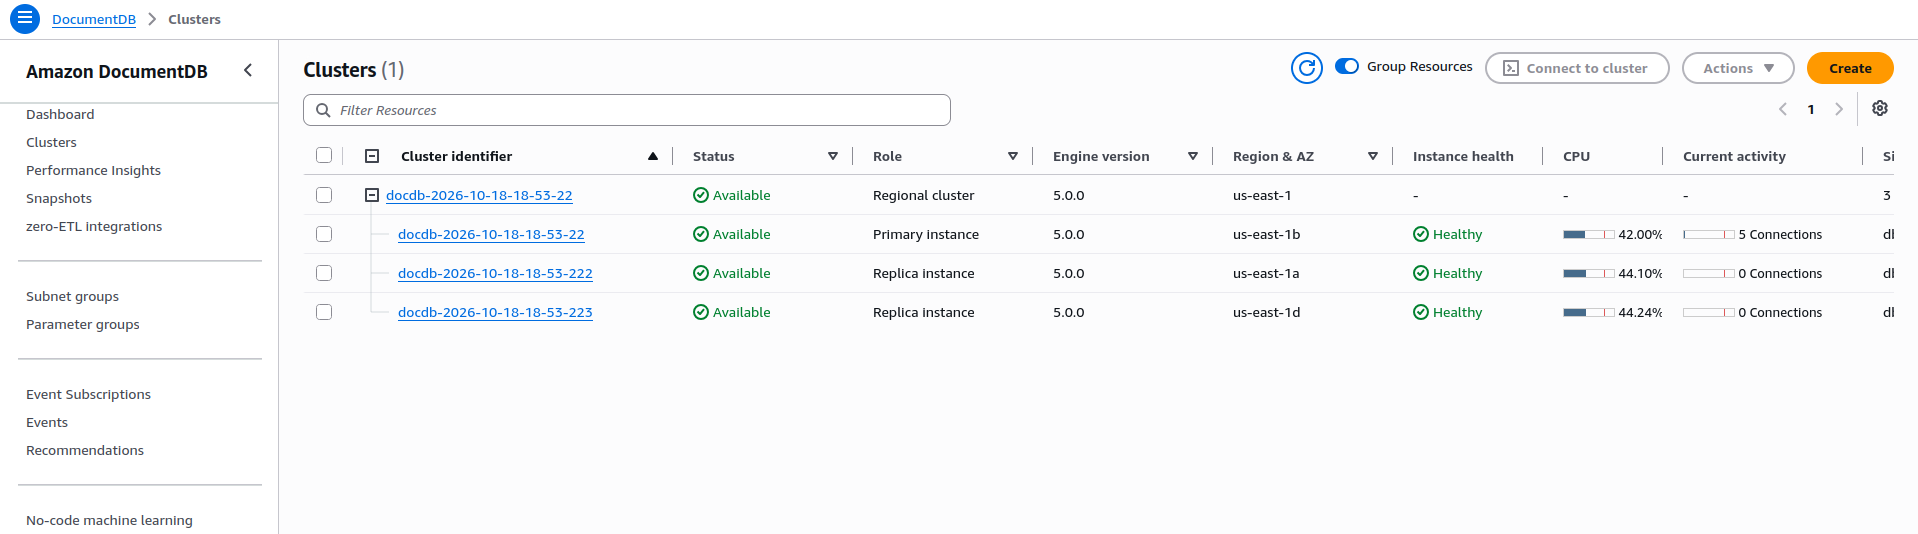 DocumentDB > Clusters
Amazon DocumentDB
Dashboard
Clusters
Performance Insights
Snapshots
zero-ETL integrations
Subnet groups
Parameter groups
Event Subscriptions
Events
Recommendations
No-code machine learning
Clusters (1)
Group Resources
Connect to cluster
Actions
Create
Filter Resources
1
Cluster identifier Status Role Engine version Region & AZ Instance health CPU Current activity Si
docdb-2026-10-18-18-53-22 Available Regional cluster 5.0.0 us-east-1 - - - 3
docdb-2026-10-18-18-53-22 Available Primary instance 5.0.0 us-east-1b Healthy 42.00% 5 Connections
docdb-2026-10-18-18-53-222 Available Replica instance 5.0.0 us-east-1a Healthy 44.10% 0 Connections
docdb-2026-10-18-18-53-223 Available Replica instance 5.0.0 us-east-1d Healthy 44.24% 0 Connections